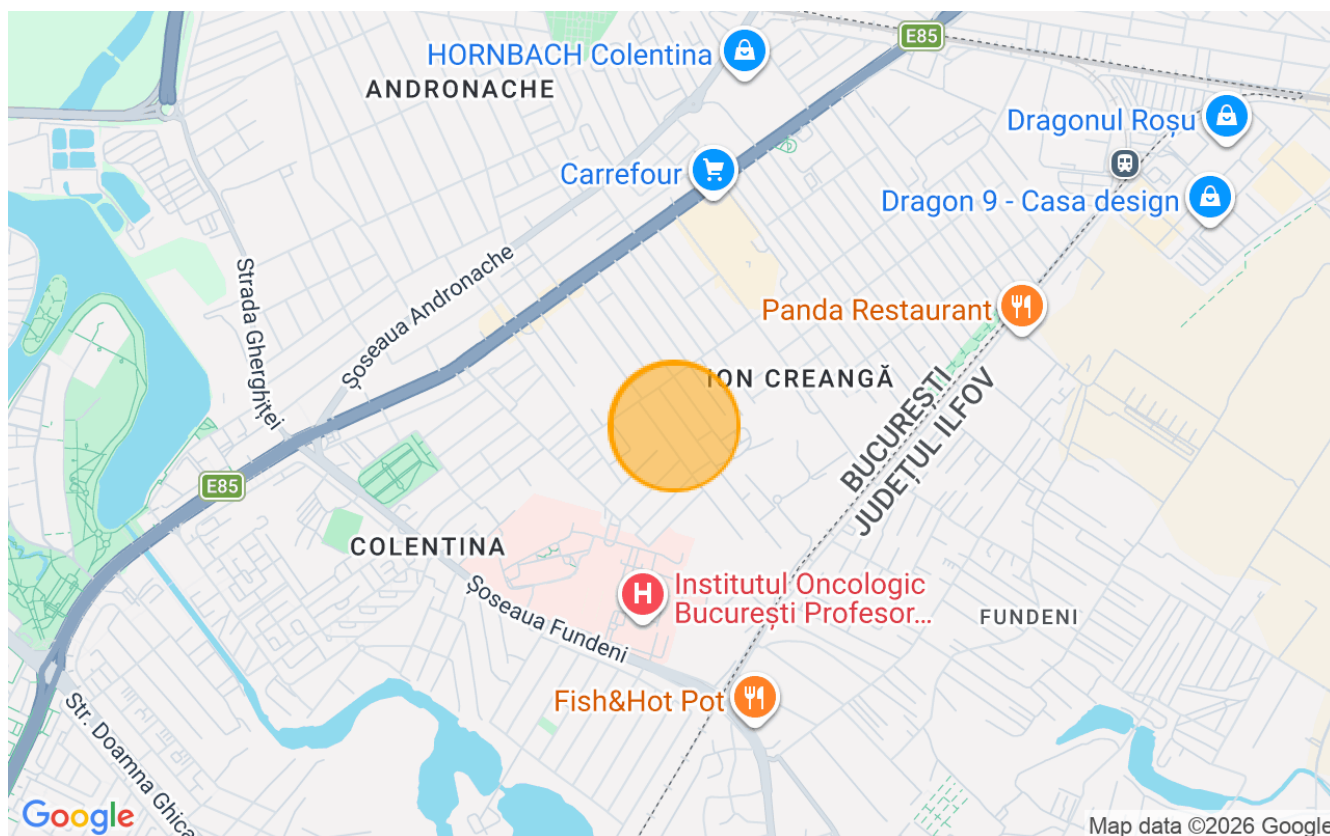 E85
HORNBACH Colentina
ANDRONACHE
Dragonul Roșu
Carrefour
Dragon 9 - Casa design
Șoseaua Andronache
Strada Gherghiței
Panda Restaurant
ION CREANGĂ
BUCUREȘTI
JUDEȚUL ILFOV
E85
COLENTINA
H
Institutul Oncologic
București Profesor...
Șoseaua Fundeni
FUNDENI
Fish&Hot Pot
Str. Doamna Ghica
Google
Map data ©2026 Google